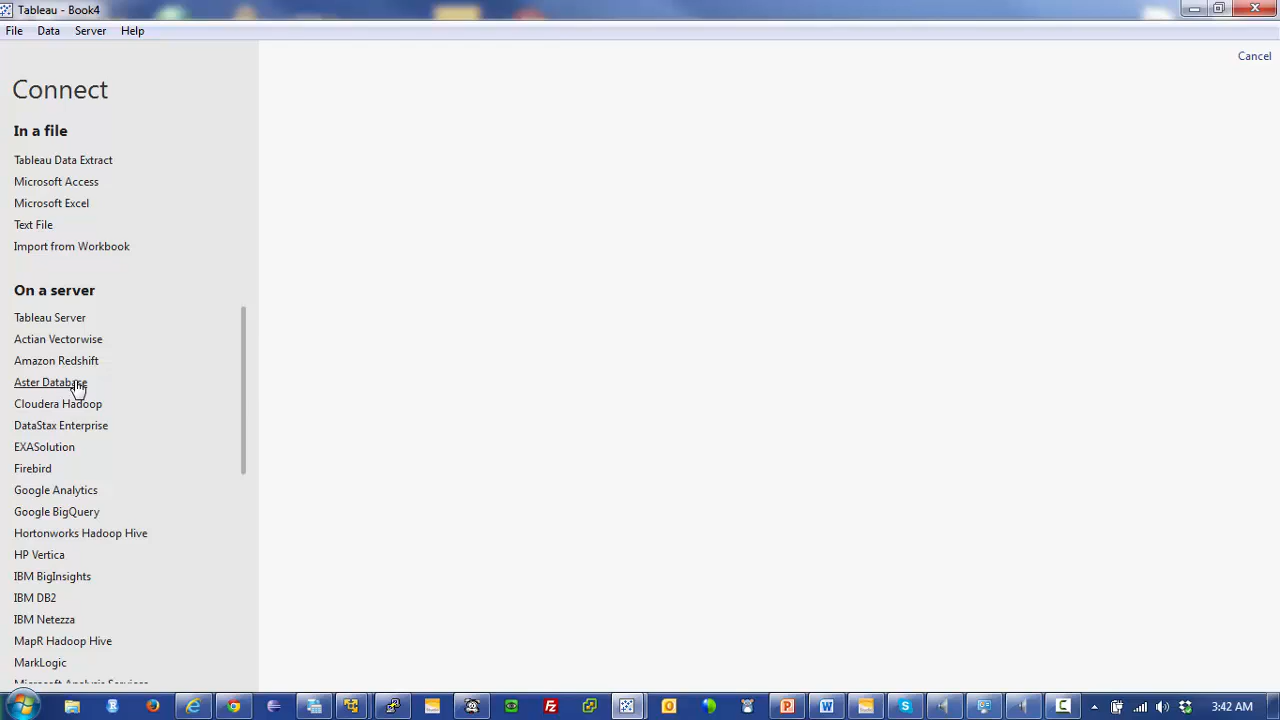 Tableau - Book4
File Data Server Help
Cancel
Connect
In a file
Tableau Data Extract
Microsoft Access
Microsoft Excel
Text File
Import from Workbook
On a server
Tableau Server
Actian Vectorwise
Amazon Redshift
Aster Database
Cloudera Hadoop
DataStax Enterprise
EXASolution
Firebird
Google Analytics
Google BigQuery
Hortonworks Hadoop Hive
HP Vertica
IBM BigInsights
IBM DB2
IBM Netezza
MapR Hadoop Hive
MarkLogic
Microsoft Analysis Services
3:42 AM